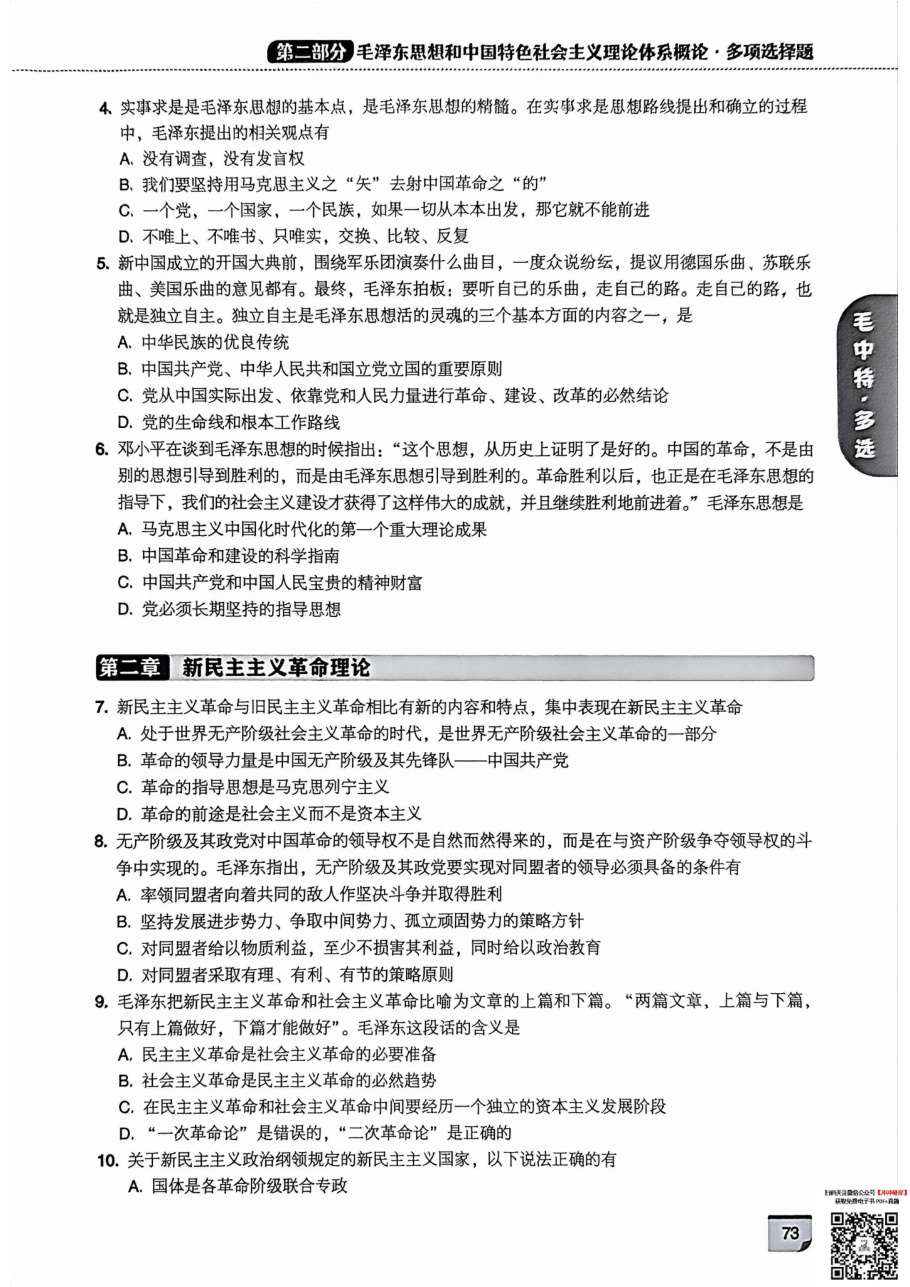 第二部分 毛泽东思想和中国特色社会主义理论体系概论·多项选择题
4. 实事求是是毛泽东思想的基本点，是毛泽东思想的精髓。在实事求是思想路线提出和确立的过程
中，毛泽东提出的相关观点有
A. 没有调查，没有发言权
B. 我们要坚持用马克思主义之“矢”去射中国革命之“的”
C. 一个党，一个国家，一个民族，如果一切从本本出发，那它就不能前进
D. 不唯上、不唯书、只唯实，交换、比较、反复
5. 新中国成立的开国大典前，围绕军乐团演奏什么曲目，一度众说纷纭，提议用德国乐曲、苏联乐
曲、美国乐曲的意见都有。最终，毛泽东拍板：要听自己的乐曲，走自己的路。走自己的路，也
就是独立自主。独立自主是毛泽东思想活的灵魂的三个基本方面的内容之一，是
A. 中华民族的优良传统
B. 中国共产党、中华人民共和国立党立国的重要原则
C. 党从中国实际出发、依靠党和人民力量进行革命、建设、改革的必然结论
D. 党的生命线和根本工作路线
6. 邓小平在谈到毛泽东思想的时候指出：“这个思想，从历史上证明了是好的。中国的革命，不是由
别的思想引导到胜利的，而是由毛泽东思想引导到胜利的。革命胜利以后，也正是在毛泽东思想的
指导下，我们的社会主义建设才获得了这样伟大的成就，并且继续胜利地前进着。”毛泽东思想是
A. 马克思主义中国化时代化的第一个重大理论成果
B. 中国革命和建设的科学指南
C. 中国共产党和中国人民宝贵的精神财富
D. 党必须长期坚持的指导思想
毛中特·多选
第二章 新民主主义革命理论
7. 新民主主义革命与旧民主主义革命相比有新的内容和特点，集中表现在新民主主义革命
A. 处于世界无产阶级社会主义革命的时代，是世界无产阶级社会主义革命的一部分
B. 革命的领导力量是中国无产阶级及其先锋队——中国共产党
C. 革命的指导思想是马克思列宁主义
D. 革命的前途是社会主义而不是资本主义
8. 无产阶级及其政党对中国革命的领导权不是自然而然得来的，而是在与资产阶级争夺领导权的斗
争中实现的。毛泽东指出，无产阶级及其政党要实现对同盟者的领导必须具备的条件有
A. 率领同盟者向着共同的敌人作坚决斗争并取得胜利
B. 坚持发展进步势力、争取中间势力、孤立顽固势力的策略方针
C. 对同盟者给以物质利益，至少不损害其利益，同时给以政治教育
D. 对同盟者采取有理、有利、有节的策略原则
9. 毛泽东把新民主主义革命和社会主义革命比喻为文章的上篇和下篇。“两篇文章，上篇与下篇，
只有上篇做好，下篇才能做好”。毛泽东这段话的含义是
A. 民主主义革命是社会主义革命的必要准备
B. 社会主义革命是民主主义革命的必然趋势
C. 在民主主义革命和社会主义革命中间要经历一个独立的资本主义发展阶段
D. “一次革命论”是错误的，“二次革命论”是正确的
10. 关于新民主主义政治纲领规定的新民主主义国家，以下说法正确的有
A. 国体是各革命阶级联合专政
73
扫码关注微信公众号【冲冲研官】
获取免费电子书PDF+真题